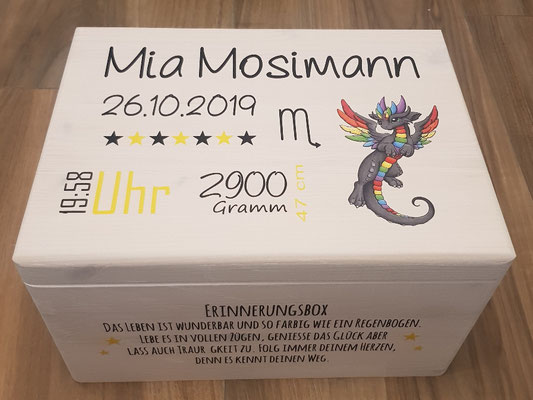 Mia Mosimann
26.10.2019
19:58 Uhr
2900 Gramm
47 cm
Erinnerungsbox
Das Leben ist wunderbar und so farbig wie ein Regenbogen.
Lebe es in vollen Zügen, geniesse das Glück aber
lass auch Traur gkeit zu. Folg immer deinem Herzen,
denn es kennt deinen Weg.